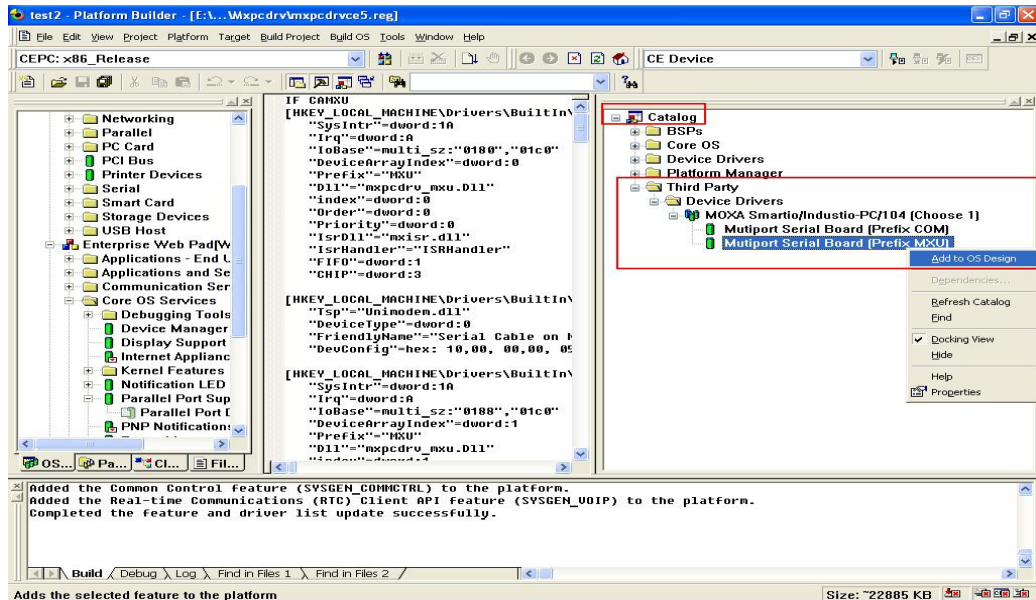 test2 - Platform Builder - [E:\...\Mxpcdrv\mxpcdrvce5.reg]
File Edit View Project Platform Target Build Project Build OS Tools Window Help
CEPC: x86_Release
CE Device
Networking
Parallel
PC Card
PCI Bus
Printer Devices
Serial
Smart Card
Storage Devices
USB Host
Enterprise Web Pad[W
Applications - End U
Applications and Se
Communication Ser
Core OS Services
Debugging Tools
Device Manager
Display Support
Internet Applianc
Kernel Features
Notification LED
Parallel Port Sup
Parallel Port D
PNP Notification:
OS... Pa... Cl... Fil...
IF CAMXU
[HKEY_LOCAL_MACHINE\Drivers\BuiltIn\
"SysIntr"=dword:1A
"Irq"=dword:A
"IoBase"=multi_sz:"0180","01c0"
"DeviceArrayIndex"=dword:0
"Prefix"="MXU"
"Dll"="mxpcdrv_mxu.Dll"
"index"=dword:0
"Order"=dword:0
"Priority"=dword:0
"IsrDll"="mxisr.dll"
"IsrHandler"="ISRHandler"
"FIFO"=dword:1
"CHIP"=dword:3
[HKEY_LOCAL_MACHINE\Drivers\BuiltIn\
"Tsp"="Unimodem.dll"
"DeviceType"=dword:0
"FriendlyName"="Serial Cable on
"DevConfig"=hex: 10,00, 00,00, 05
[HKEY_LOCAL_MACHINE\Drivers\BuiltIn\
"SysIntr"=dword:1A
"Irq"=dword:A
"IoBase"=multi_sz:"0188","01c0"
"DeviceArrayIndex"=dword:1
"Prefix"="MXU"
"Dll"="mxpcdrv_mxu.Dll"
"index"=dword:1
Catalog
BSPs
Core OS
Device Drivers
Platform Manager
Third Party
Device Drivers
MOXA Smartio/Industio-PC/104 (Choose 1)
Mutiport Serial Board (Prefix COM)
Mutiport Serial Board (Prefix MXU)
Add to OS Design
Dependencies...
Refresh Catalog
Find
Docking View
Hide
Help
Properties
Added the Common Control feature (SYSGEN_COMMCTRL) to the platform.
Added the Real-time Communications (RTC) Client API feature (SYSGEN_VOIP) to the platform.
Completed the feature and driver list update successfully.
Build Debug Log Find in Files 1 Find in Files 2
Adds the selected feature to the platform
Size: ~22885 KB